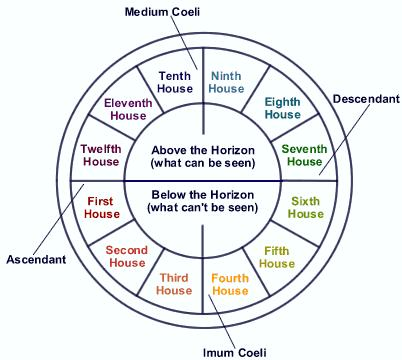 Medium Coeli
Tenth
House
Ninth
House
Eleventh
House
Eighth
House
Descendant
Twelfth
House
Above the Horizon
(what can be seen)
Seventh
House
First
House
Below the Horizon
(what can't be seen)
Sixth
House
Second
House
Fifth
House
Ascendant
Third
House
Fourth
House
Imum Coeli